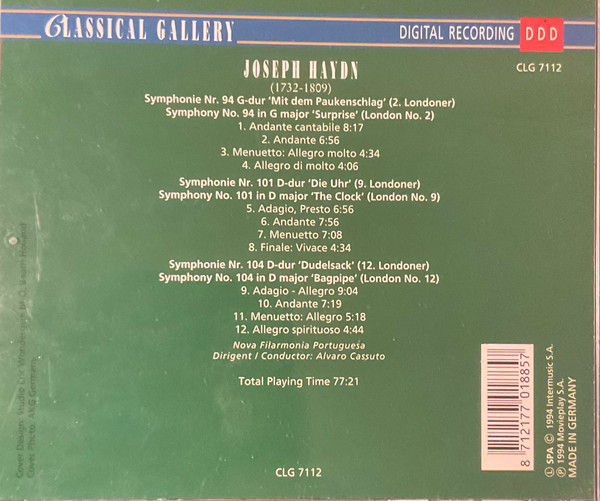 CLASSICAL GALLERY
DIGITAL RECORDING DDD
CLG 7112
JOSEPH HAYDN
(1732-1809)
Symphonie Nr. 94 G-dur 'Mit dem Paukenschlag' (2. Londoner)
Symphony No. 94 in G major 'Surprise' (London No. 2)
1. Andante cantabile 8:17
2. Andante 6:56
3. Menuetto: Allegro molto 4:34
4. Allegro di molto 4:06
Symphonie Nr. 101 D-dur 'Die Uhr' (9. Londoner)
Symphony No. 101 in D major 'The Clock' (London No. 9)
5. Adagio, Presto 6:56
6. Andante 7:56
7. Menuetto 7:08
8. Finale: Vivace 4:34
Symphonie Nr. 104 D-dur 'Dudelsack' (12. Londoner)
Symphony No. 104 in D major 'Bagpipe' (London No. 12)
9. Adagio - Allegro 9:04
10. Andante 7:19
11. Menuetto: Allegro 5:18
12. Allegro spirituoso 4:44
Nova Filarmonia Portuguesa
Dirigent / Conductor: Alvaro Cassuto
Total Playing Time 77:21
CLG 7112
8 712177 018857
Ⓛ SPA © 1994 Intermusic S.A.
℗ 1994 Movieplay S.A.
MADE IN GERMANY
Cover Design: Studio
Cover Photo: AKG Germany